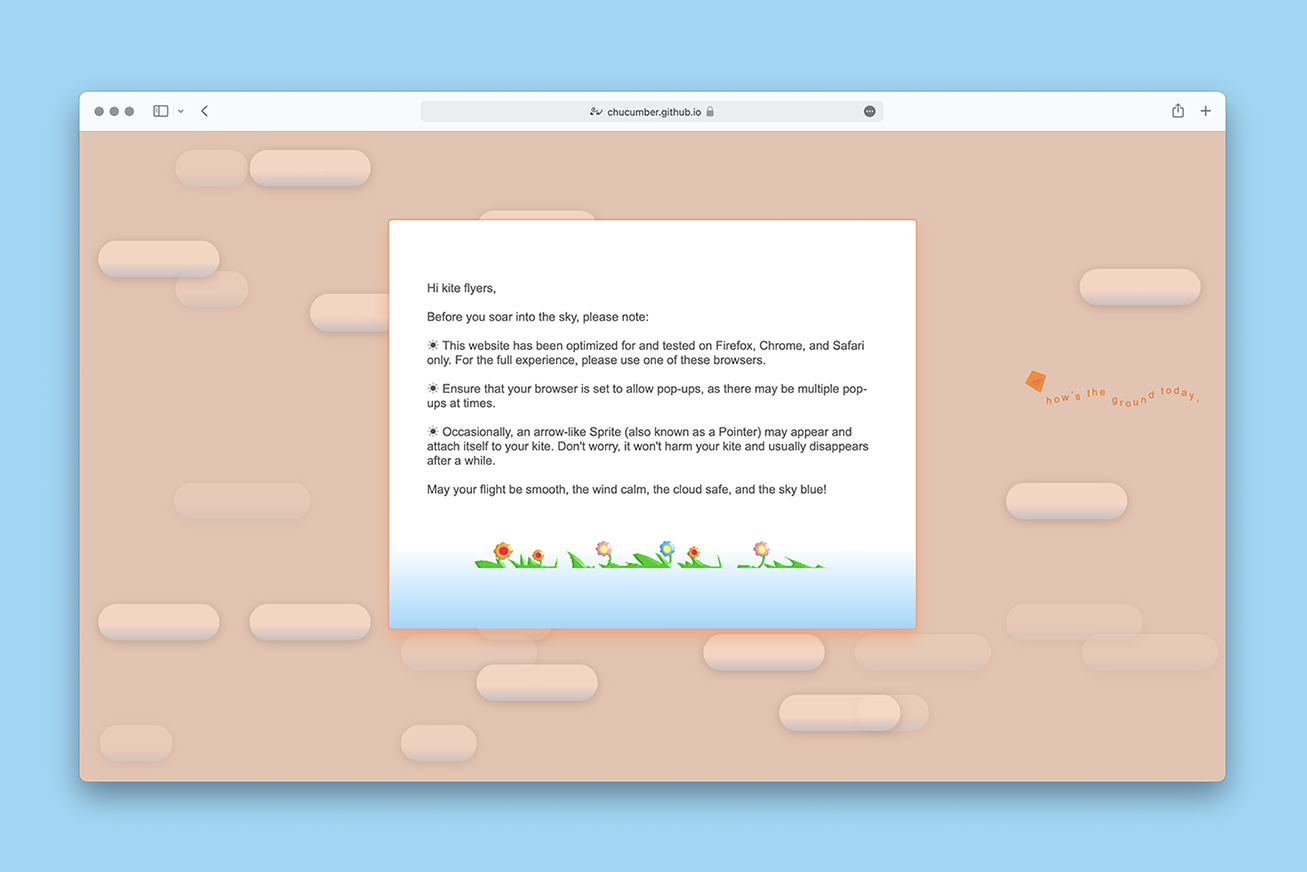 chucumber.github.io
Hi kite flyers,
Before you soar into the sky, please note:
☀ This website has been optimized for and tested on Firefox, Chrome, and Safari
only. For the full experience, please use one of these browsers.
☀ Ensure that your browser is set to allow pop-ups, as there may be multiple pop-
ups at times.
☀ Occasionally, an arrow-like Sprite (also known as a Pointer) may appear and
attach itself to your kite. Don't worry, it won't harm your kite and usually disappears
after a while.
May your flight be smooth, the wind calm, the cloud safe, and the sky blue!
how's the ground today,